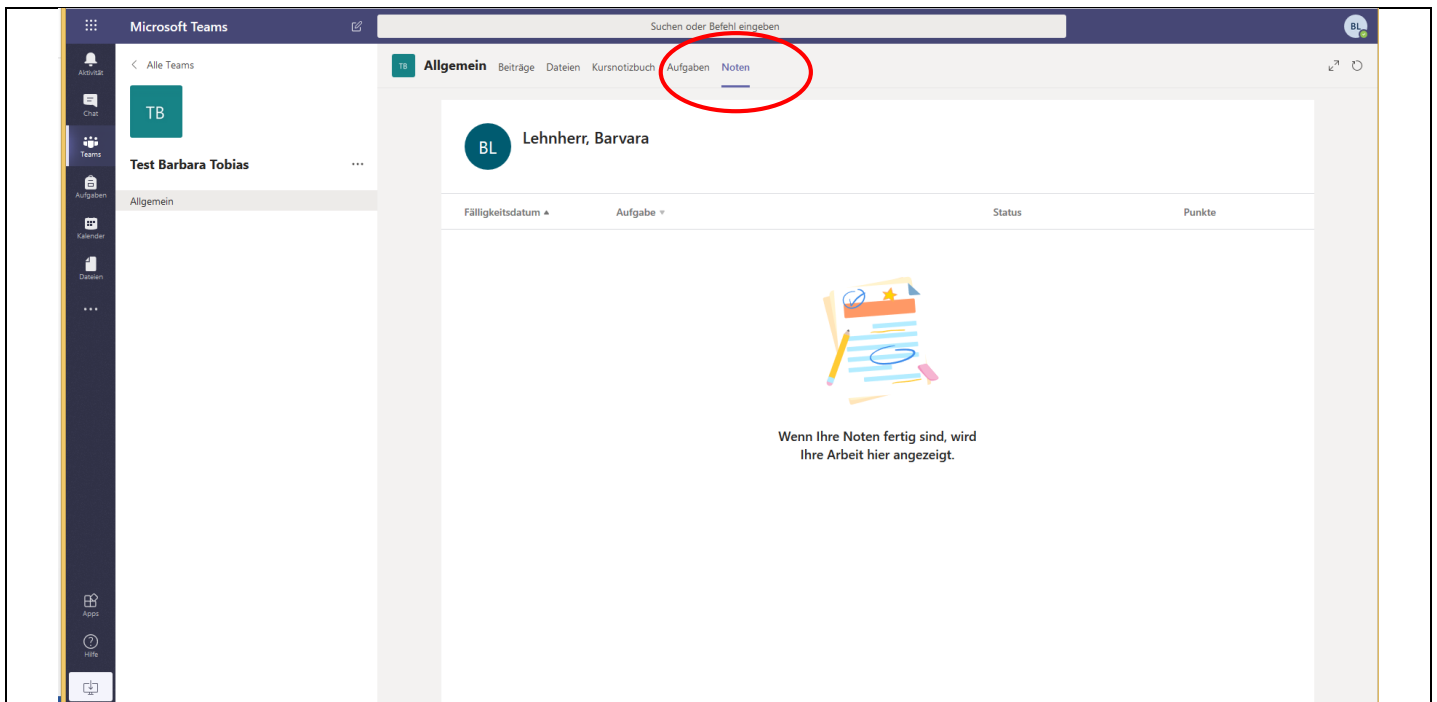 Microsoft Teams
Suchen oder Befehl eingeben
BL
Aktivität
Chat
Teams
Aufgaben
Kalender
Dateien
Apps
Hilfe
Alle Teams
TB
Test Barbara Tobias
Allgemein
TB Allgemein Beiträge Dateien Kursnotizbuch Aufgaben Noten
BL Lehnherr, Barvara
Fälligkeitsdatum Aufgabe Status Punkte
Wenn Ihre Noten fertig sind, wird
Ihre Arbeit hier angezeigt.